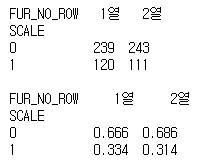 FUR_NO_ROW 1열 2열
SCALE
0 239 243
1 120 111
FUR_NO_ROW 1열 2열
SCALE
0 0.666 0.686
1 0.334 0.314